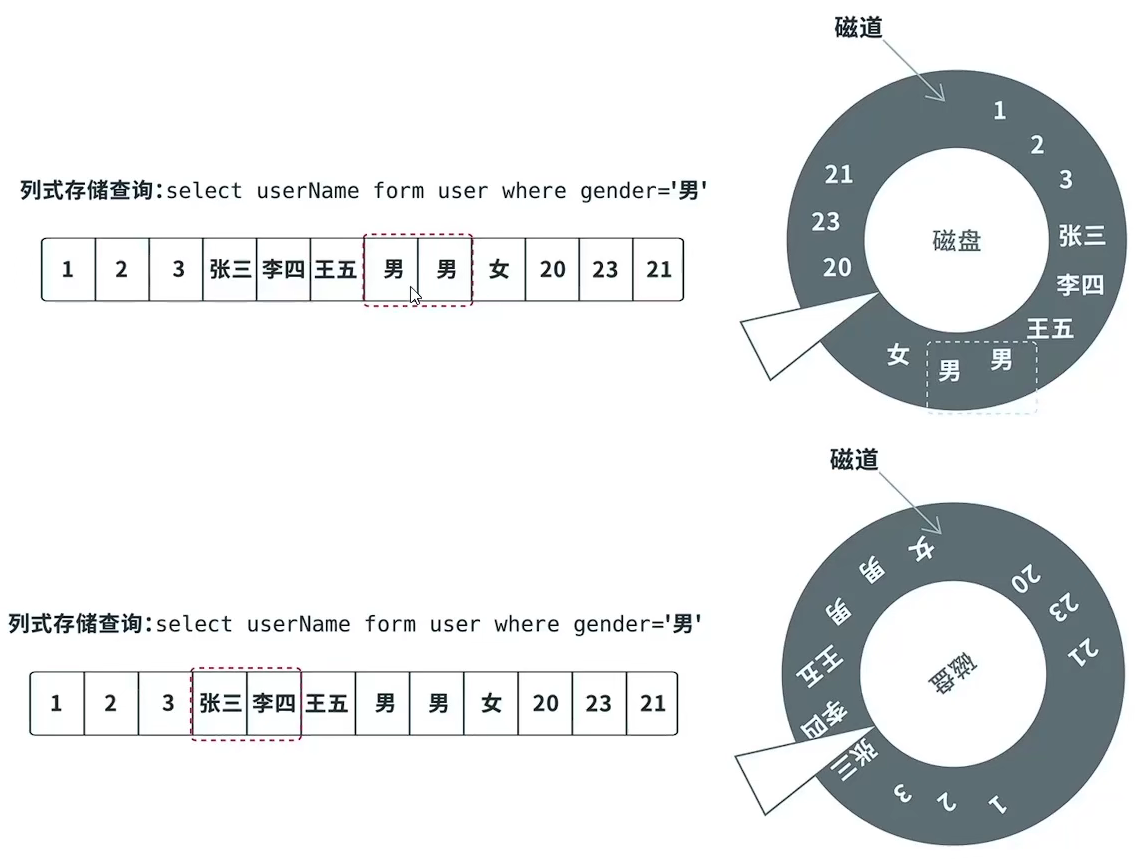 磁道
1
2
3
张三
李四
王五
男
男
女
20
23
21
磁盘
列式存储查询:select userName form user where gender='男'
1 2 3 张三 李四 王五 男 男 女 20 23 21
磁道
女
男
男
王五
李四
张三
3
2
1
20
23
21
磁盘
列式存储查询:select userName form user where gender='男'
1 2 3 张三 李四 王五 男 男 女 20 23 21